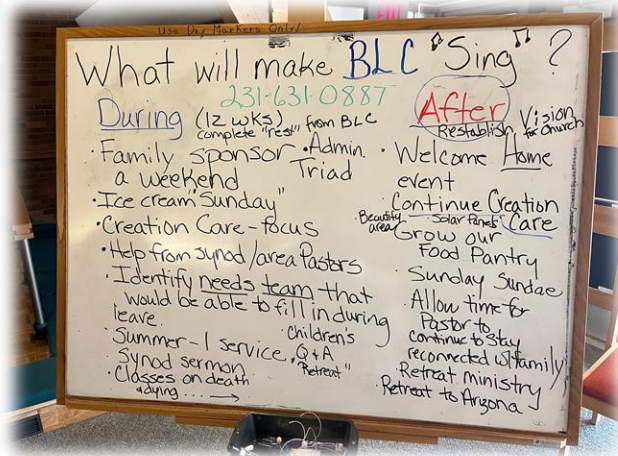 Use Dry Markers Only!
What will make BLC "Sing" ?
231-631-0887
During (12 wks)
complete "rest" from BLC
· Family sponsor
a weekend
· Admin.
Triad
· Ice cream "Sunday"
· Creation Care - focus
· Help from synod/area Pastors
· Identify needs team that
would be able to fill in during
leave.
· Summer - 1 service
Synod sermon
· Classes on death
& dying ....
· Children's
Q & A
"Retreat"
After
Restablish Vision
for Church
· Welcome Home
event
· Continue Creation
Care
Beautify
area
Solar Panels
· Grow our
Food Pantry
· Sunday Sundae
· Allow time for
Pastor to
continue to stay
reconnected w/family
· Retreat ministry
· Retreat to Arizona